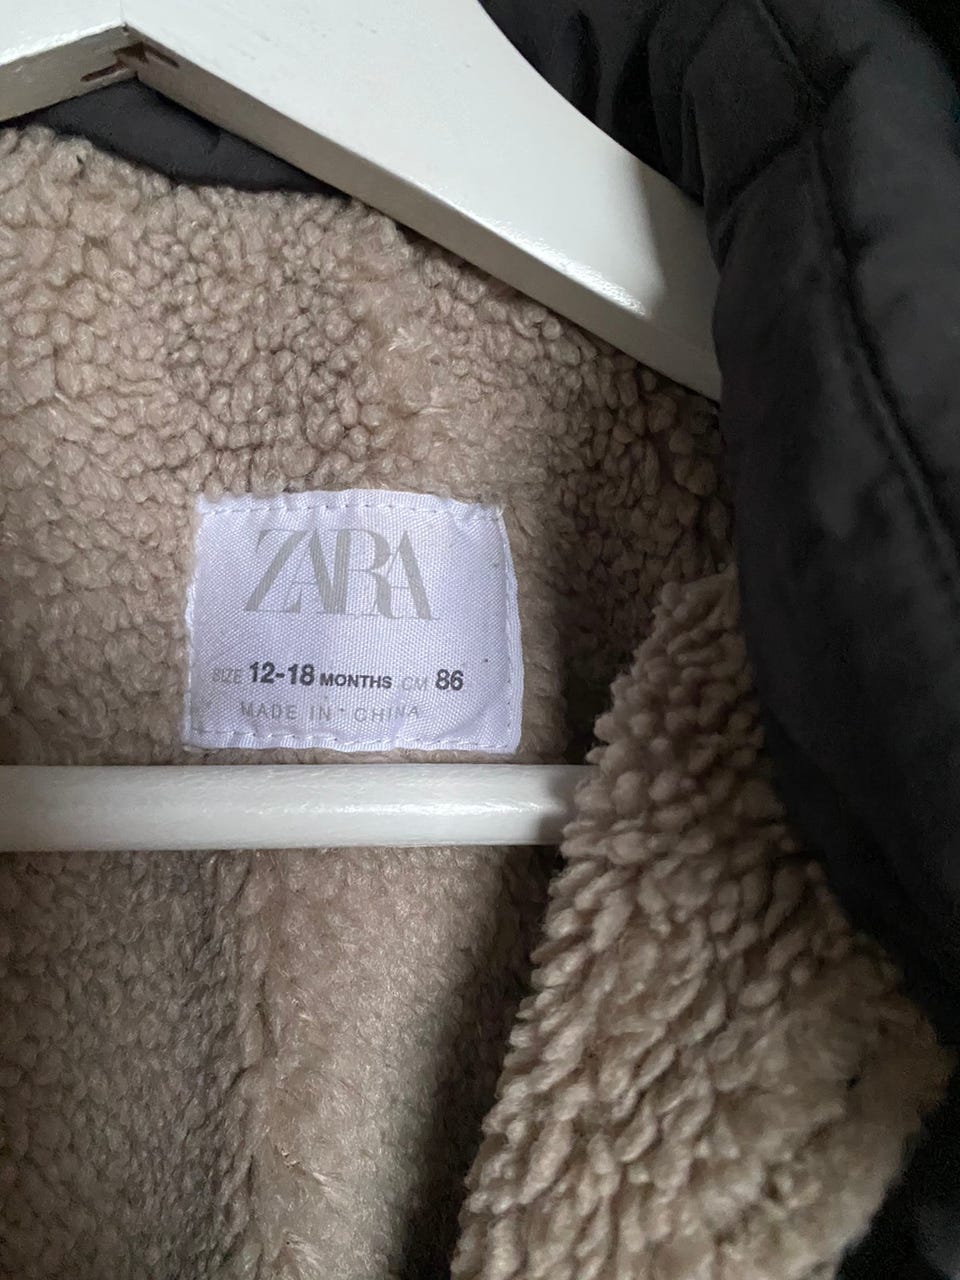 ZARA
SIZE 12-18 MONTHS CM 86
MADE IN CHINA